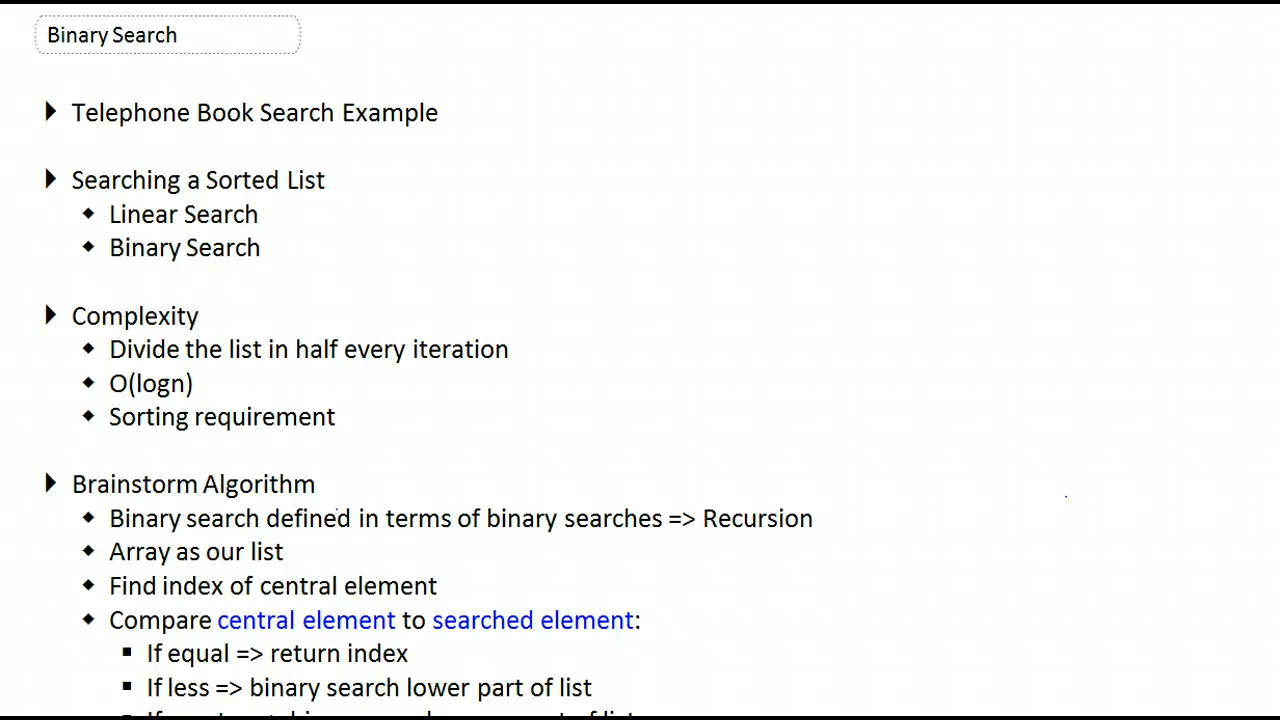 Binary Search
Telephone Book Search Example
Searching a Sorted List
Linear Search
Binary Search
Complexity
Divide the list in half every iteration
O(logn)
Sorting requirement
Brainstorm Algorithm
Binary search defined in terms of binary searches => Recursion
Array as our list
Find index of central element
Compare central element to searched element:
If equal => return index
If less => binary search lower part of list